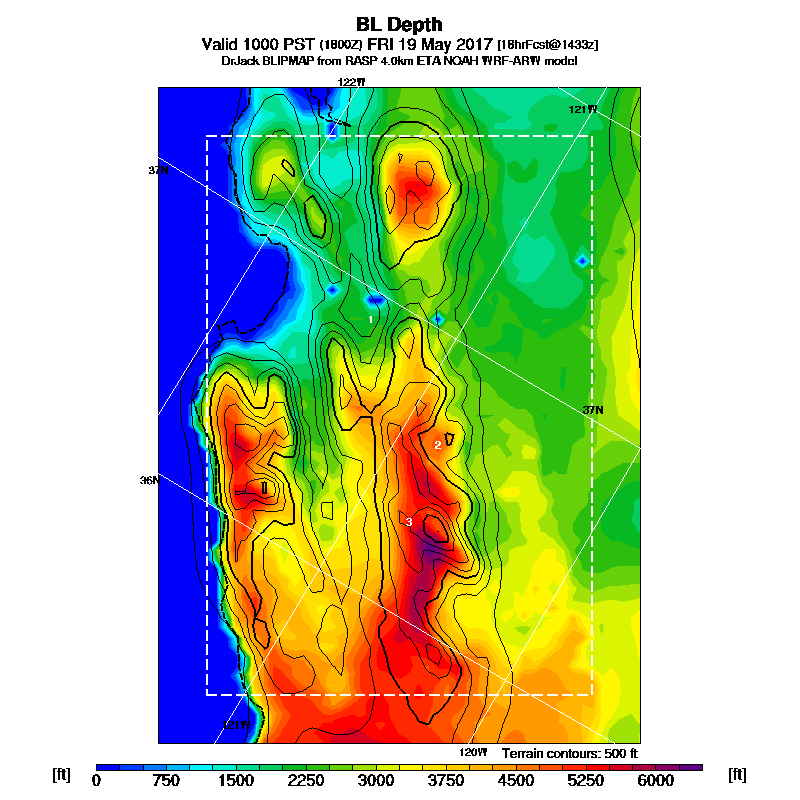 BL Depth
Valid 1000 PST (1800Z) FRI 19 May 2017 [18hrFcst@1433z]
DrJack BLIPMAP from RASP 4.0km ETA NOAH WRF-ARW model
122W
121W
37N
1
37N
2
36N
3
121W
120W
Terrain contours: 500 ft
[ft] 0 750 1500 2250 3000 3750 4500 5250 6000 [ft]